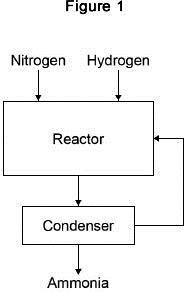 Figure 1
Nitrogen Hydrogen
Reactor
Condenser
Ammonia